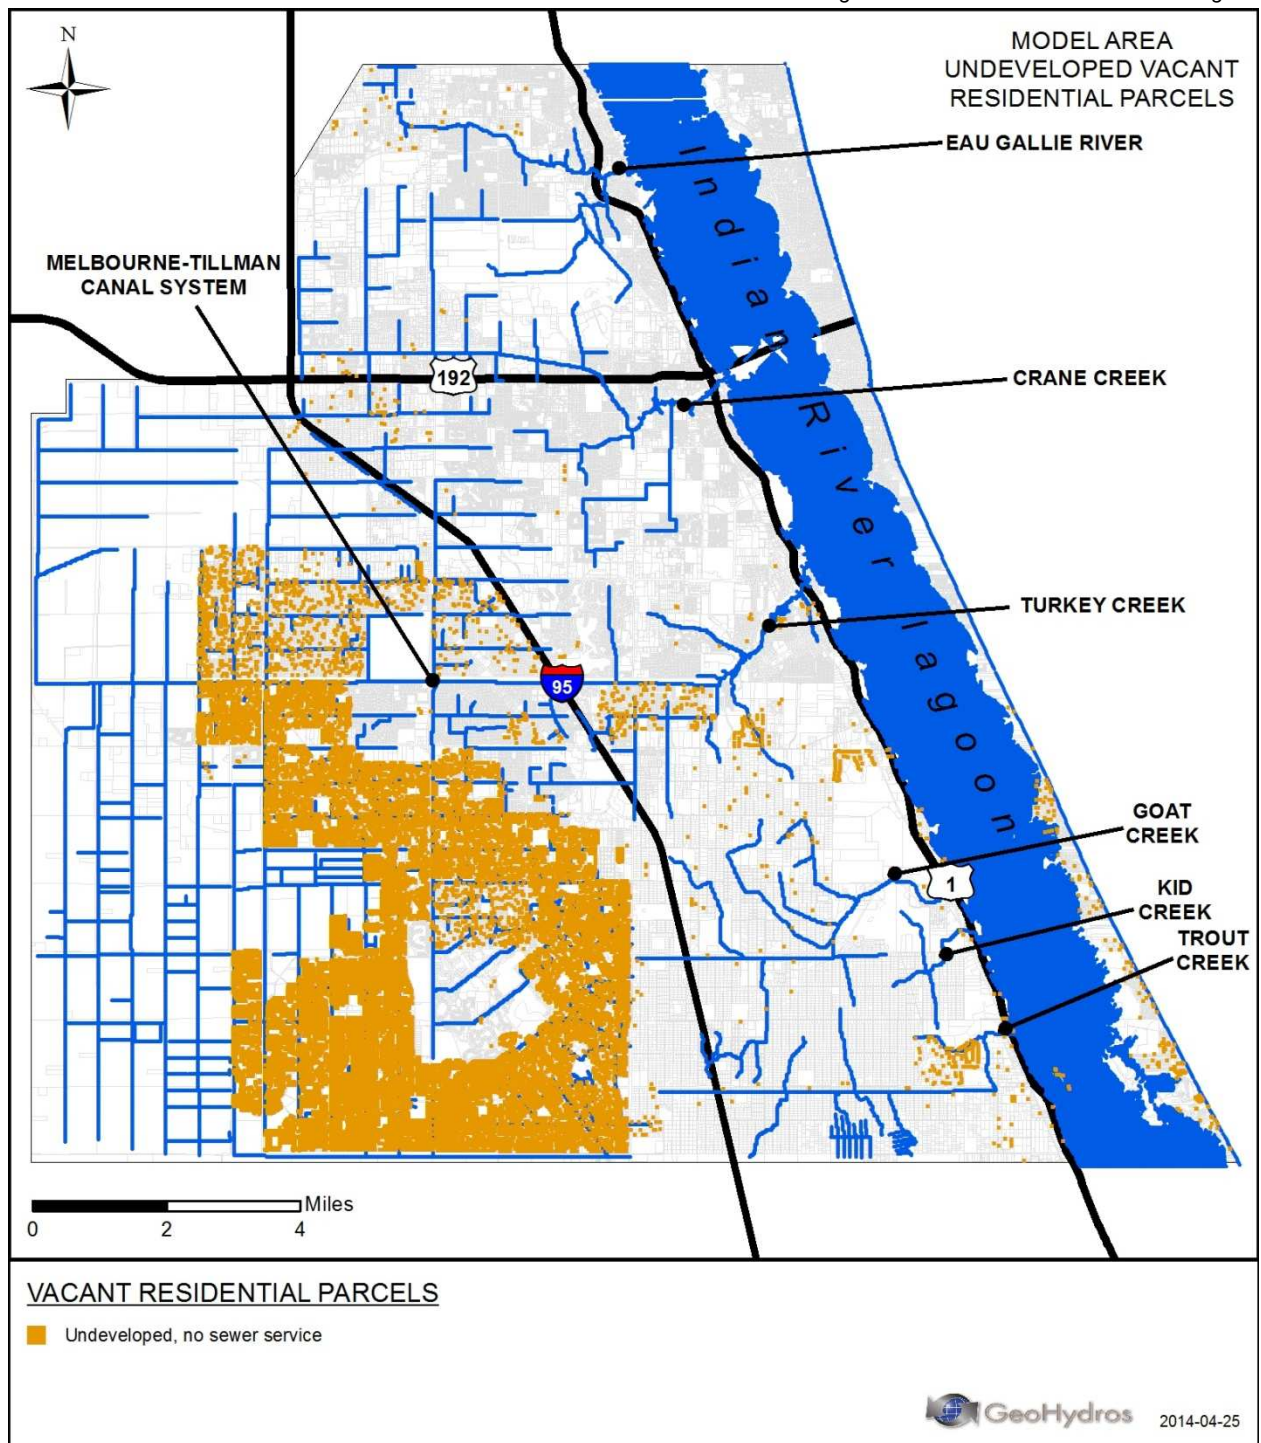 N
MODEL AREA
UNDEVELOPED VACANT
RESIDENTIAL PARCELS
EAU GALLIE RIVER
MELBOURNE-TILLMAN
CANAL SYSTEM
Indian River lagoon
192
CRANE CREEK
TURKEY CREEK
95
GOAT
CREEK
1
KID
CREEK
TROUT
CREEK
Miles
0 2 4
VACANT RESIDENTIAL PARCELS
Undeveloped, no sewer service
GeoHydros 2014-04-25